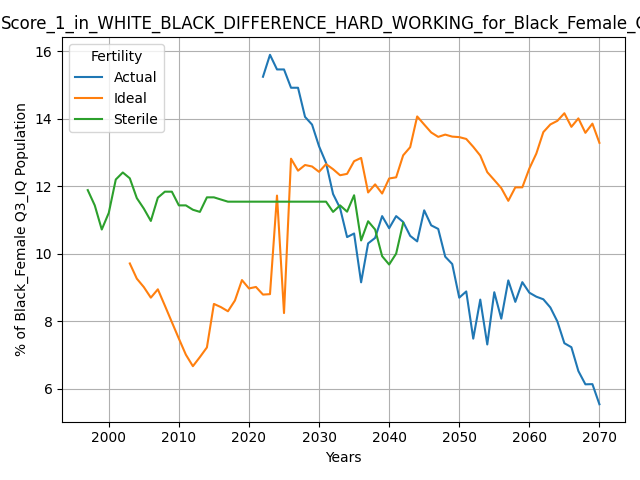 Score_1_in_WHITE_BLACK_DIFFERENCE_HARD_WORKING_for_Black_Female_
Fertility
Actual
Ideal
Sterile
% of Black_Female Q3_IQ Population
16
14
12
10
8
6
2000 2010 2020 2030 2040 2050 2060 2070
Years